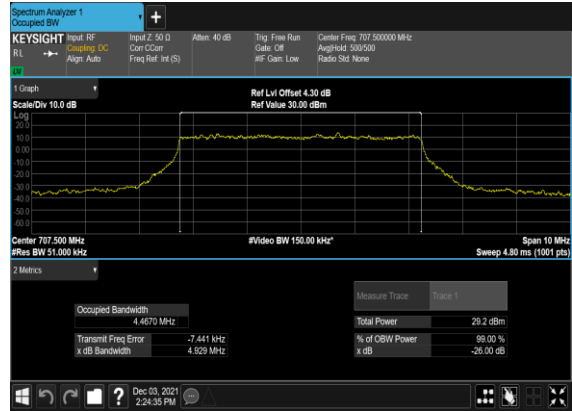 Spectrum Analyzer 1
Occupied BW
KEYSIGHT Input: RF Input Z: 50 Ω Atten: 40 dB Trig: Free Run Center Freq: 707.500000 MHz
RL Coupling: DC Corr CCorr Gate: Off Avg|Hold: 500/500
Align: Auto Freq Ref: Int (S) #IF Gain: Low Radio Std: None
1 Graph
Ref Lvl Offset 4.30 dB
Scale/Div 10.0 dB Ref Value 30.00 dBm
Log
20.0
10.0
0.00
-10.0
-20.0
-30.0
-40.0
-50.0
-60.0
Center 707.500 MHz #Video BW 150.00 kHz* Span 10 MHz
#Res BW 51.000 kHz Sweep 4.80 ms (1001 pts)
2 Metrics
Measure Trace Trace 1
Occupied Bandwidth
4.4670 MHz
Total Power 29.2 dBm
Transmit Freq Error -7.441 kHz % of OBW Power 99.00 %
x dB Bandwidth 4.929 MHz x dB -26.00 dB
? Dec 03, 2021
2:24:35 PM